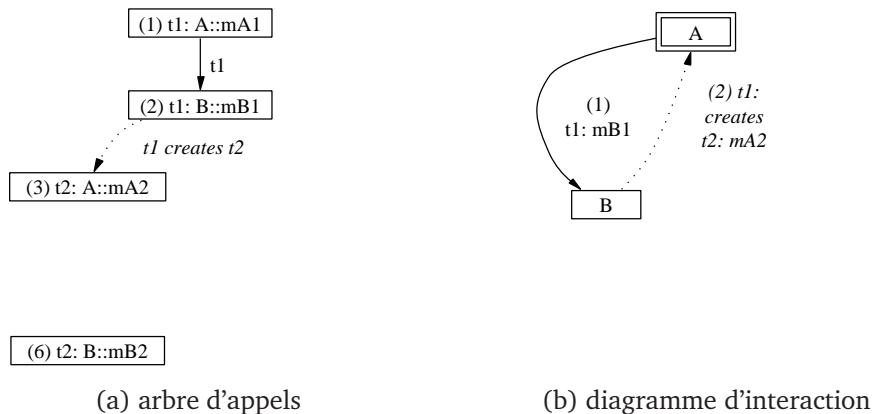 (1) t1: A::mA1
t1
(2) t1: B::mB1
t1 creates t2
(3) t2: A::mA2
(6) t2: B::mB2
(a) arbre d'appels
A
(1)
t1: mB1
(2) t1:
creates
t2: mA2
B
(b) diagramme d'interaction